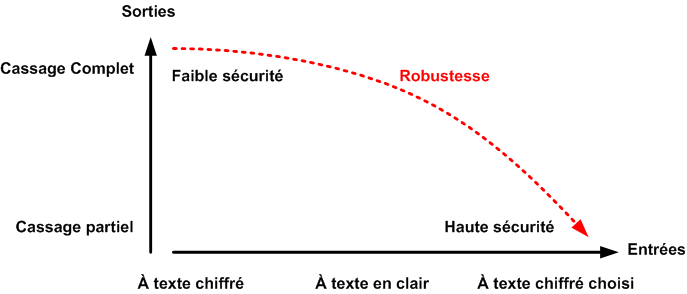 Sorties
Cassage Complet
Faible sécurité
Robustesse
Cassage partiel
Haute sécurité
Entrées
À texte chiffré
À texte en clair
À texte chiffré choisi